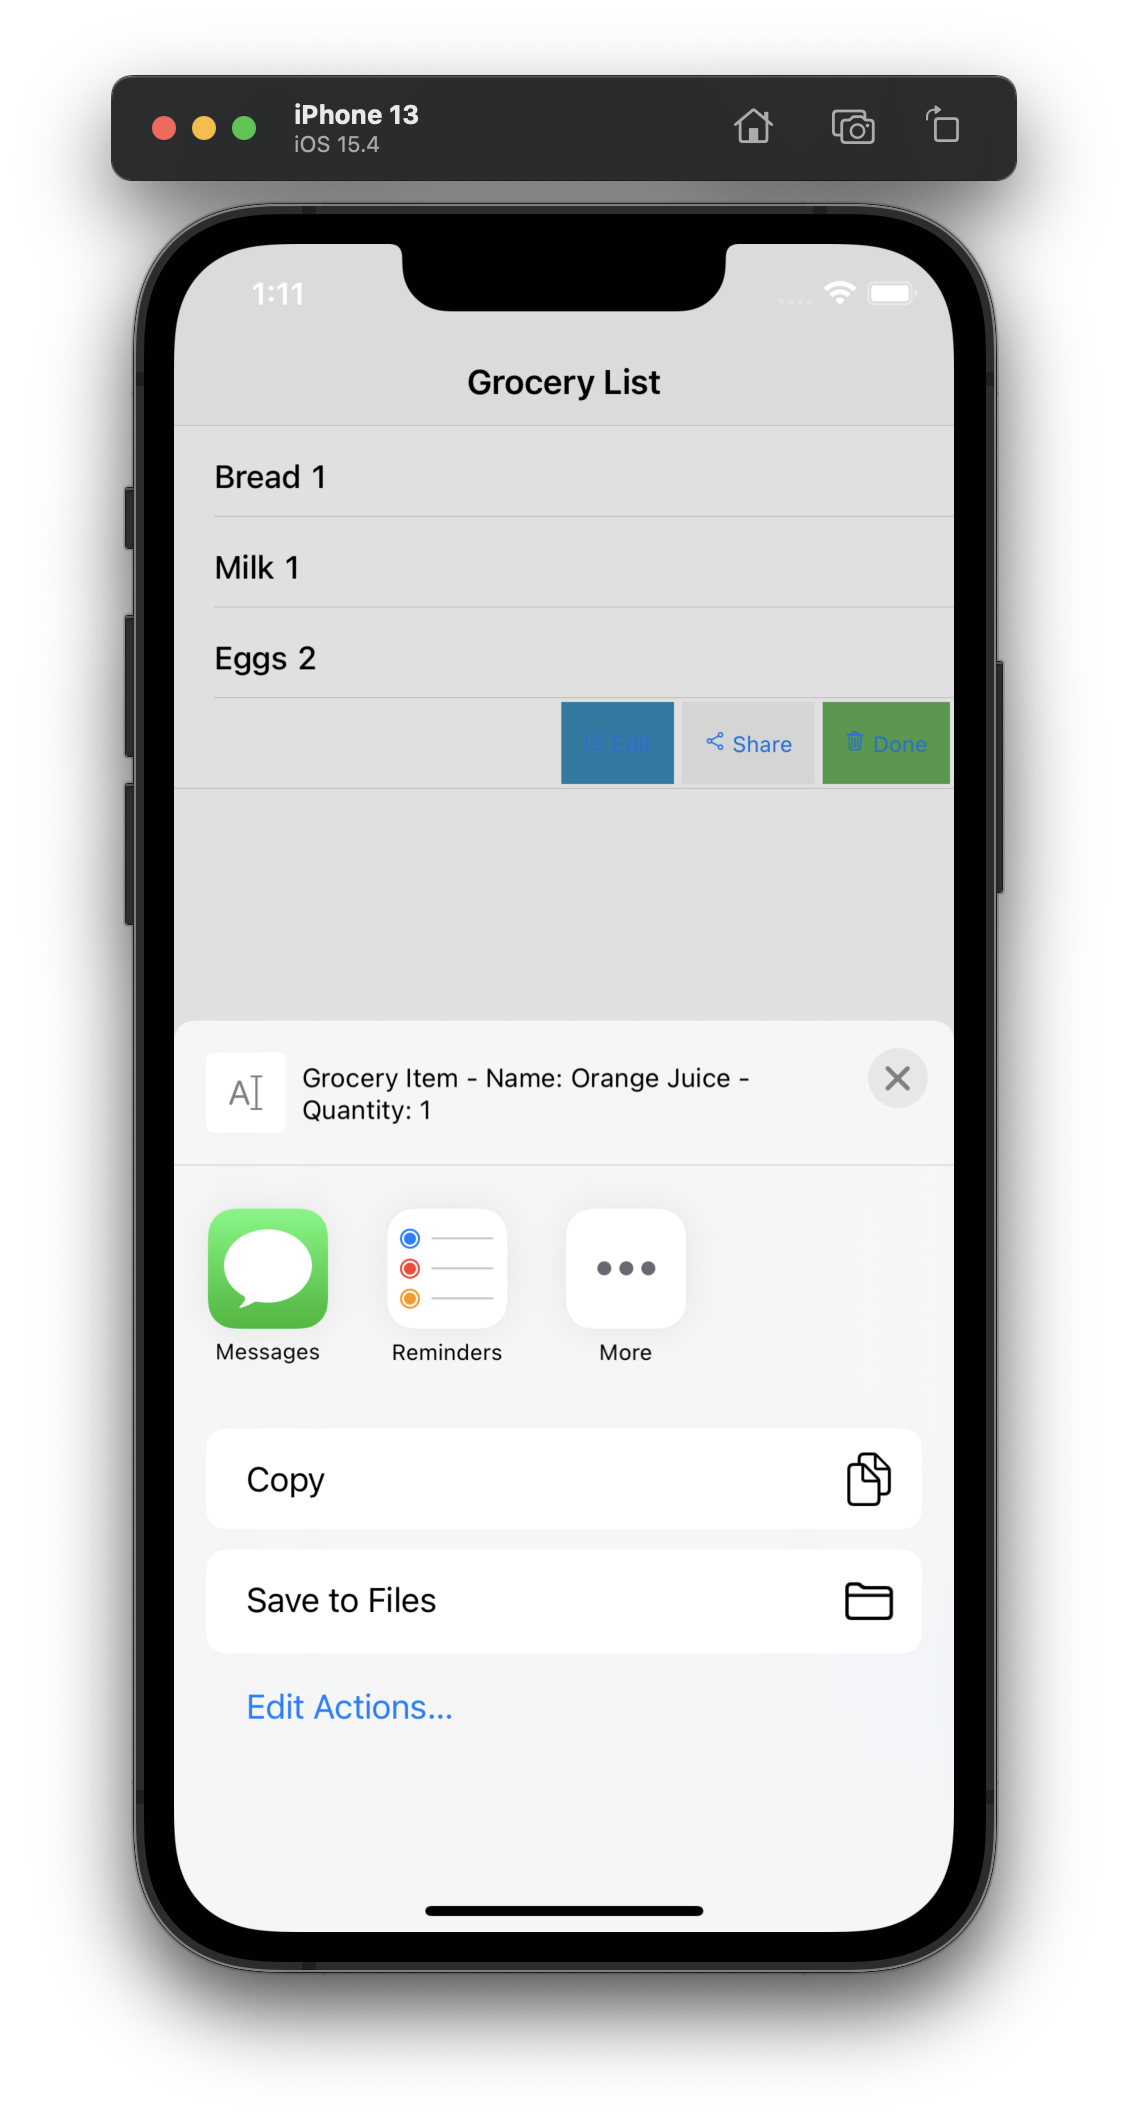 iPhone 13
iOS 15.4
1:11
Grocery List
Bread 1
Milk 1
Eggs 2
Edit Share Done
Grocery Item - Name: Orange Juice -
Quantity: 1
Messages Reminders More
Copy
Save to Files
Edit Actions...